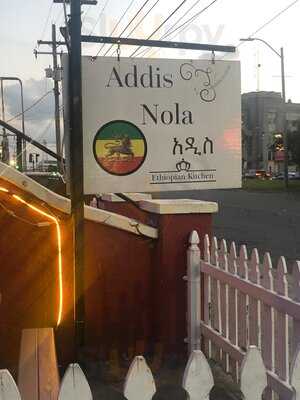 Addis
Nola
አዲስ
Ethiopian Kitchen